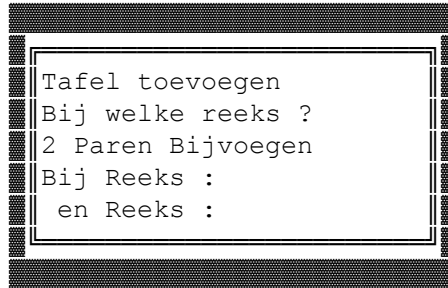 Tafel toevoegen
Bij welke reeks ?
2 Paren Bijvoegen
Bij Reeks :
en Reeks :